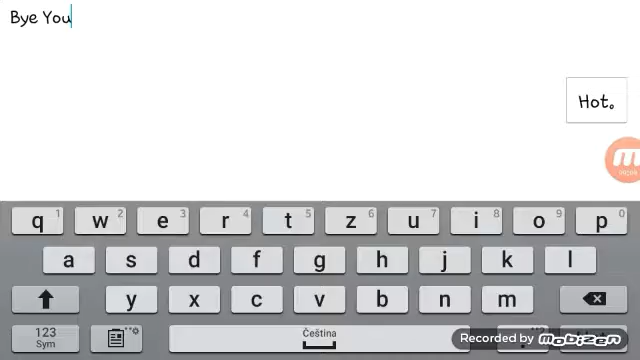 Bye You
Hot。
M
q 1 w 2 e 3 r 4 t 5 z 6 u 7 i 8 o 9 p 0
a s d f g h j k l
y x c v b n m
123
Sym
Čeština
Recorded by MOBIZEN